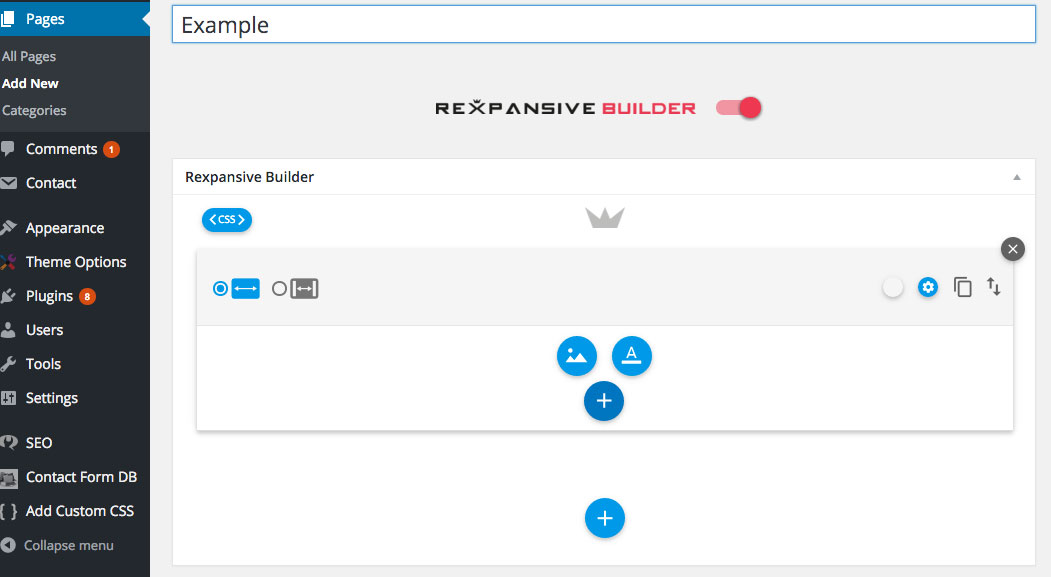 Pages
All Pages
Add New
Categories
Comments 1
Contact
Appearance
Theme Options
Plugins 8
Users
Tools
Settings
SEO
Contact Form DB
Add Custom CSS
Collapse menu
Example
REXPANSIVE BUILDER
Rexpansive Builder
<CSS>
A